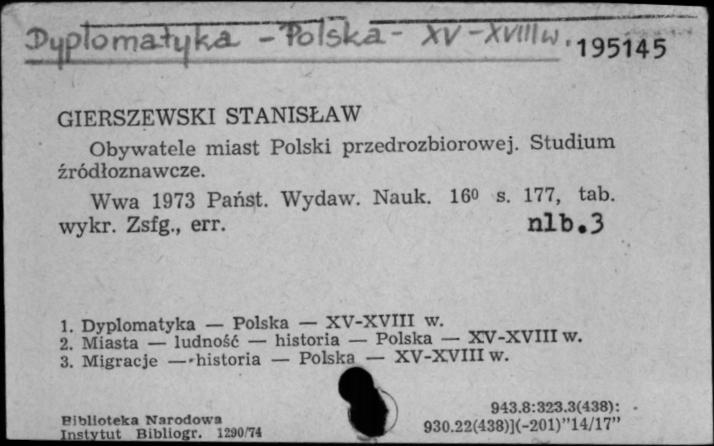 Dyplomatyka - Polska - XV-XVIII w. 195145
GIERSZEWSKI STANISŁAW
Obywatele miast Polski przedrozbiorowej. Studium
źródłoznawcze.
Wwa 1973 Państ. Wydaw. Nauk. 16⁰ s. 177, tab.
wykr. Zsfg., err. nlb.3
1. Dyplomatyka — Polska — XV-XVIII w.
2. Miasta — ludność — historia — Polska — XV-XVIII w.
3. Migracje — historia — Polska — XV-XVIII w.
943.8:323.3(438):
Biblioteka Narodowa 930.22(438)](-201)"14/17"
Instytut Bibliogr. 1290/74